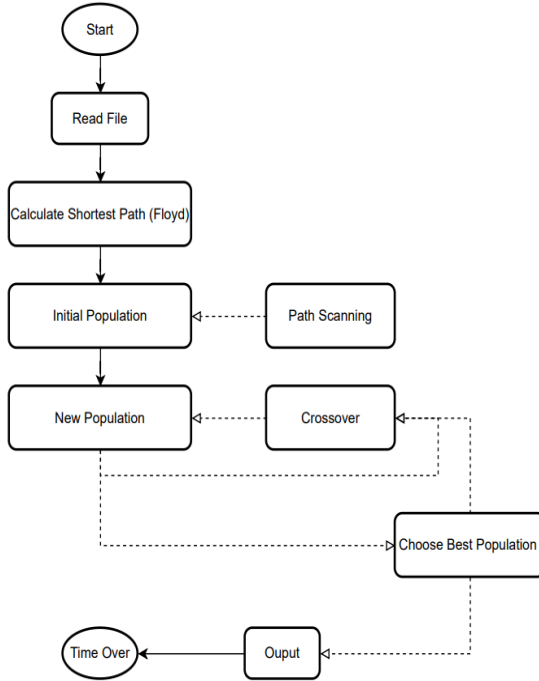 Start
Read File
Calculate Shortest Path (Floyd)
Initial Population
Path Scanning
New Population
Crossover
Choose Best Population
Time Over
Ouput